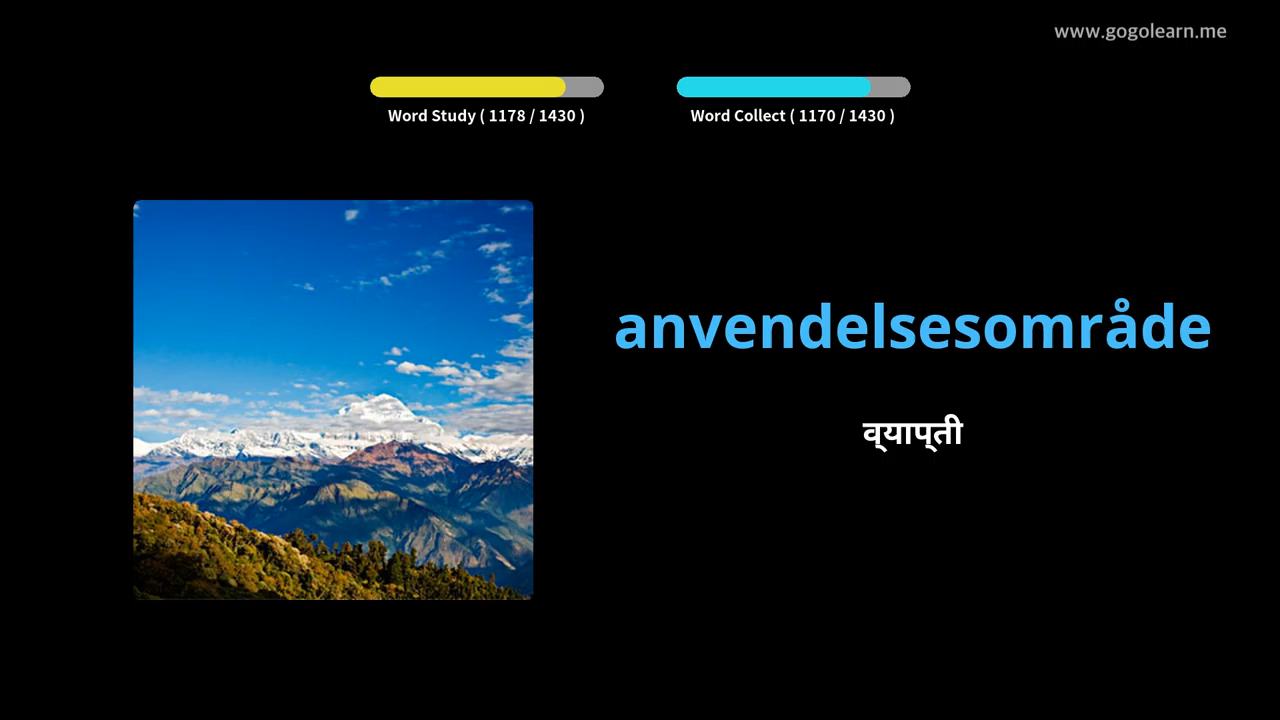 www.gogolearn.me
Word Study ( 1178 / 1430 )
Word Collect ( 1170 / 1430 )
anvendelsesområde
व्याप्ती